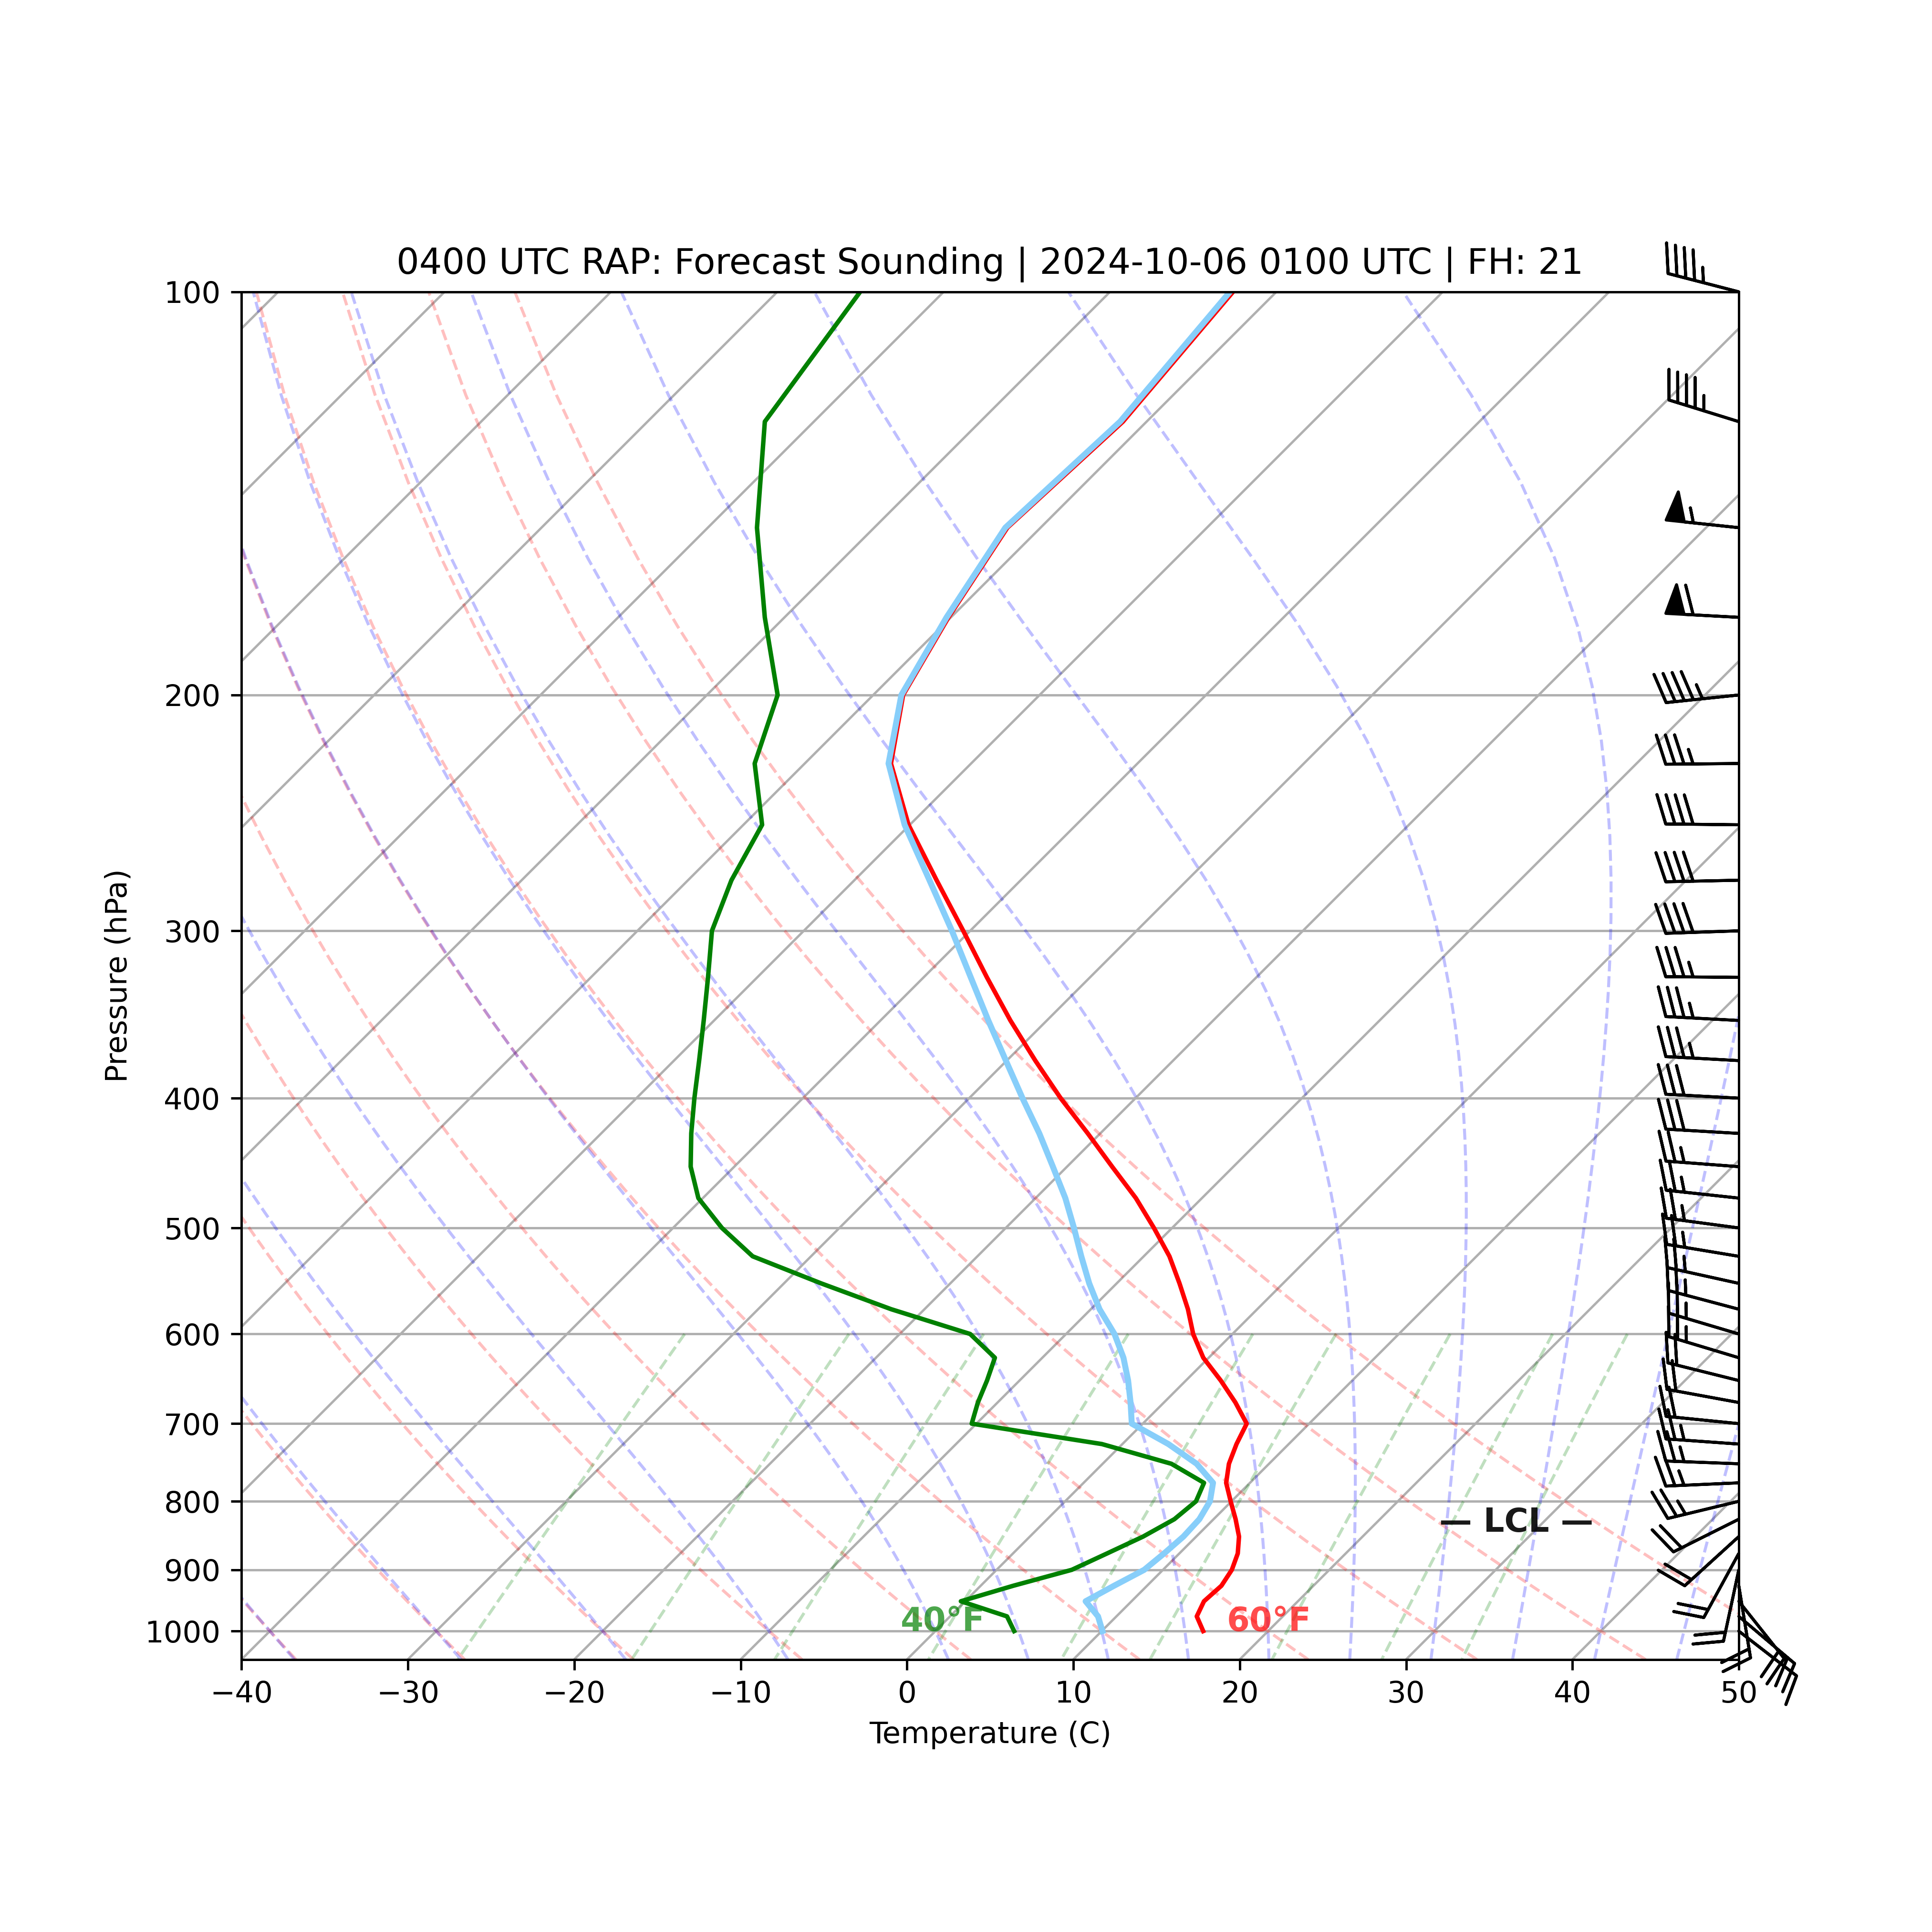 0400 UTC RAP: Forecast Sounding | 2024-10-06 0100 UTC | FH: 21
100
200
300
400
500
600
700
800
900
1000
Pressure (hPa)
— LCL —
40°F
60°F
−40 −30 −20 −10 0 10 20 30 40 50
Temperature (C)